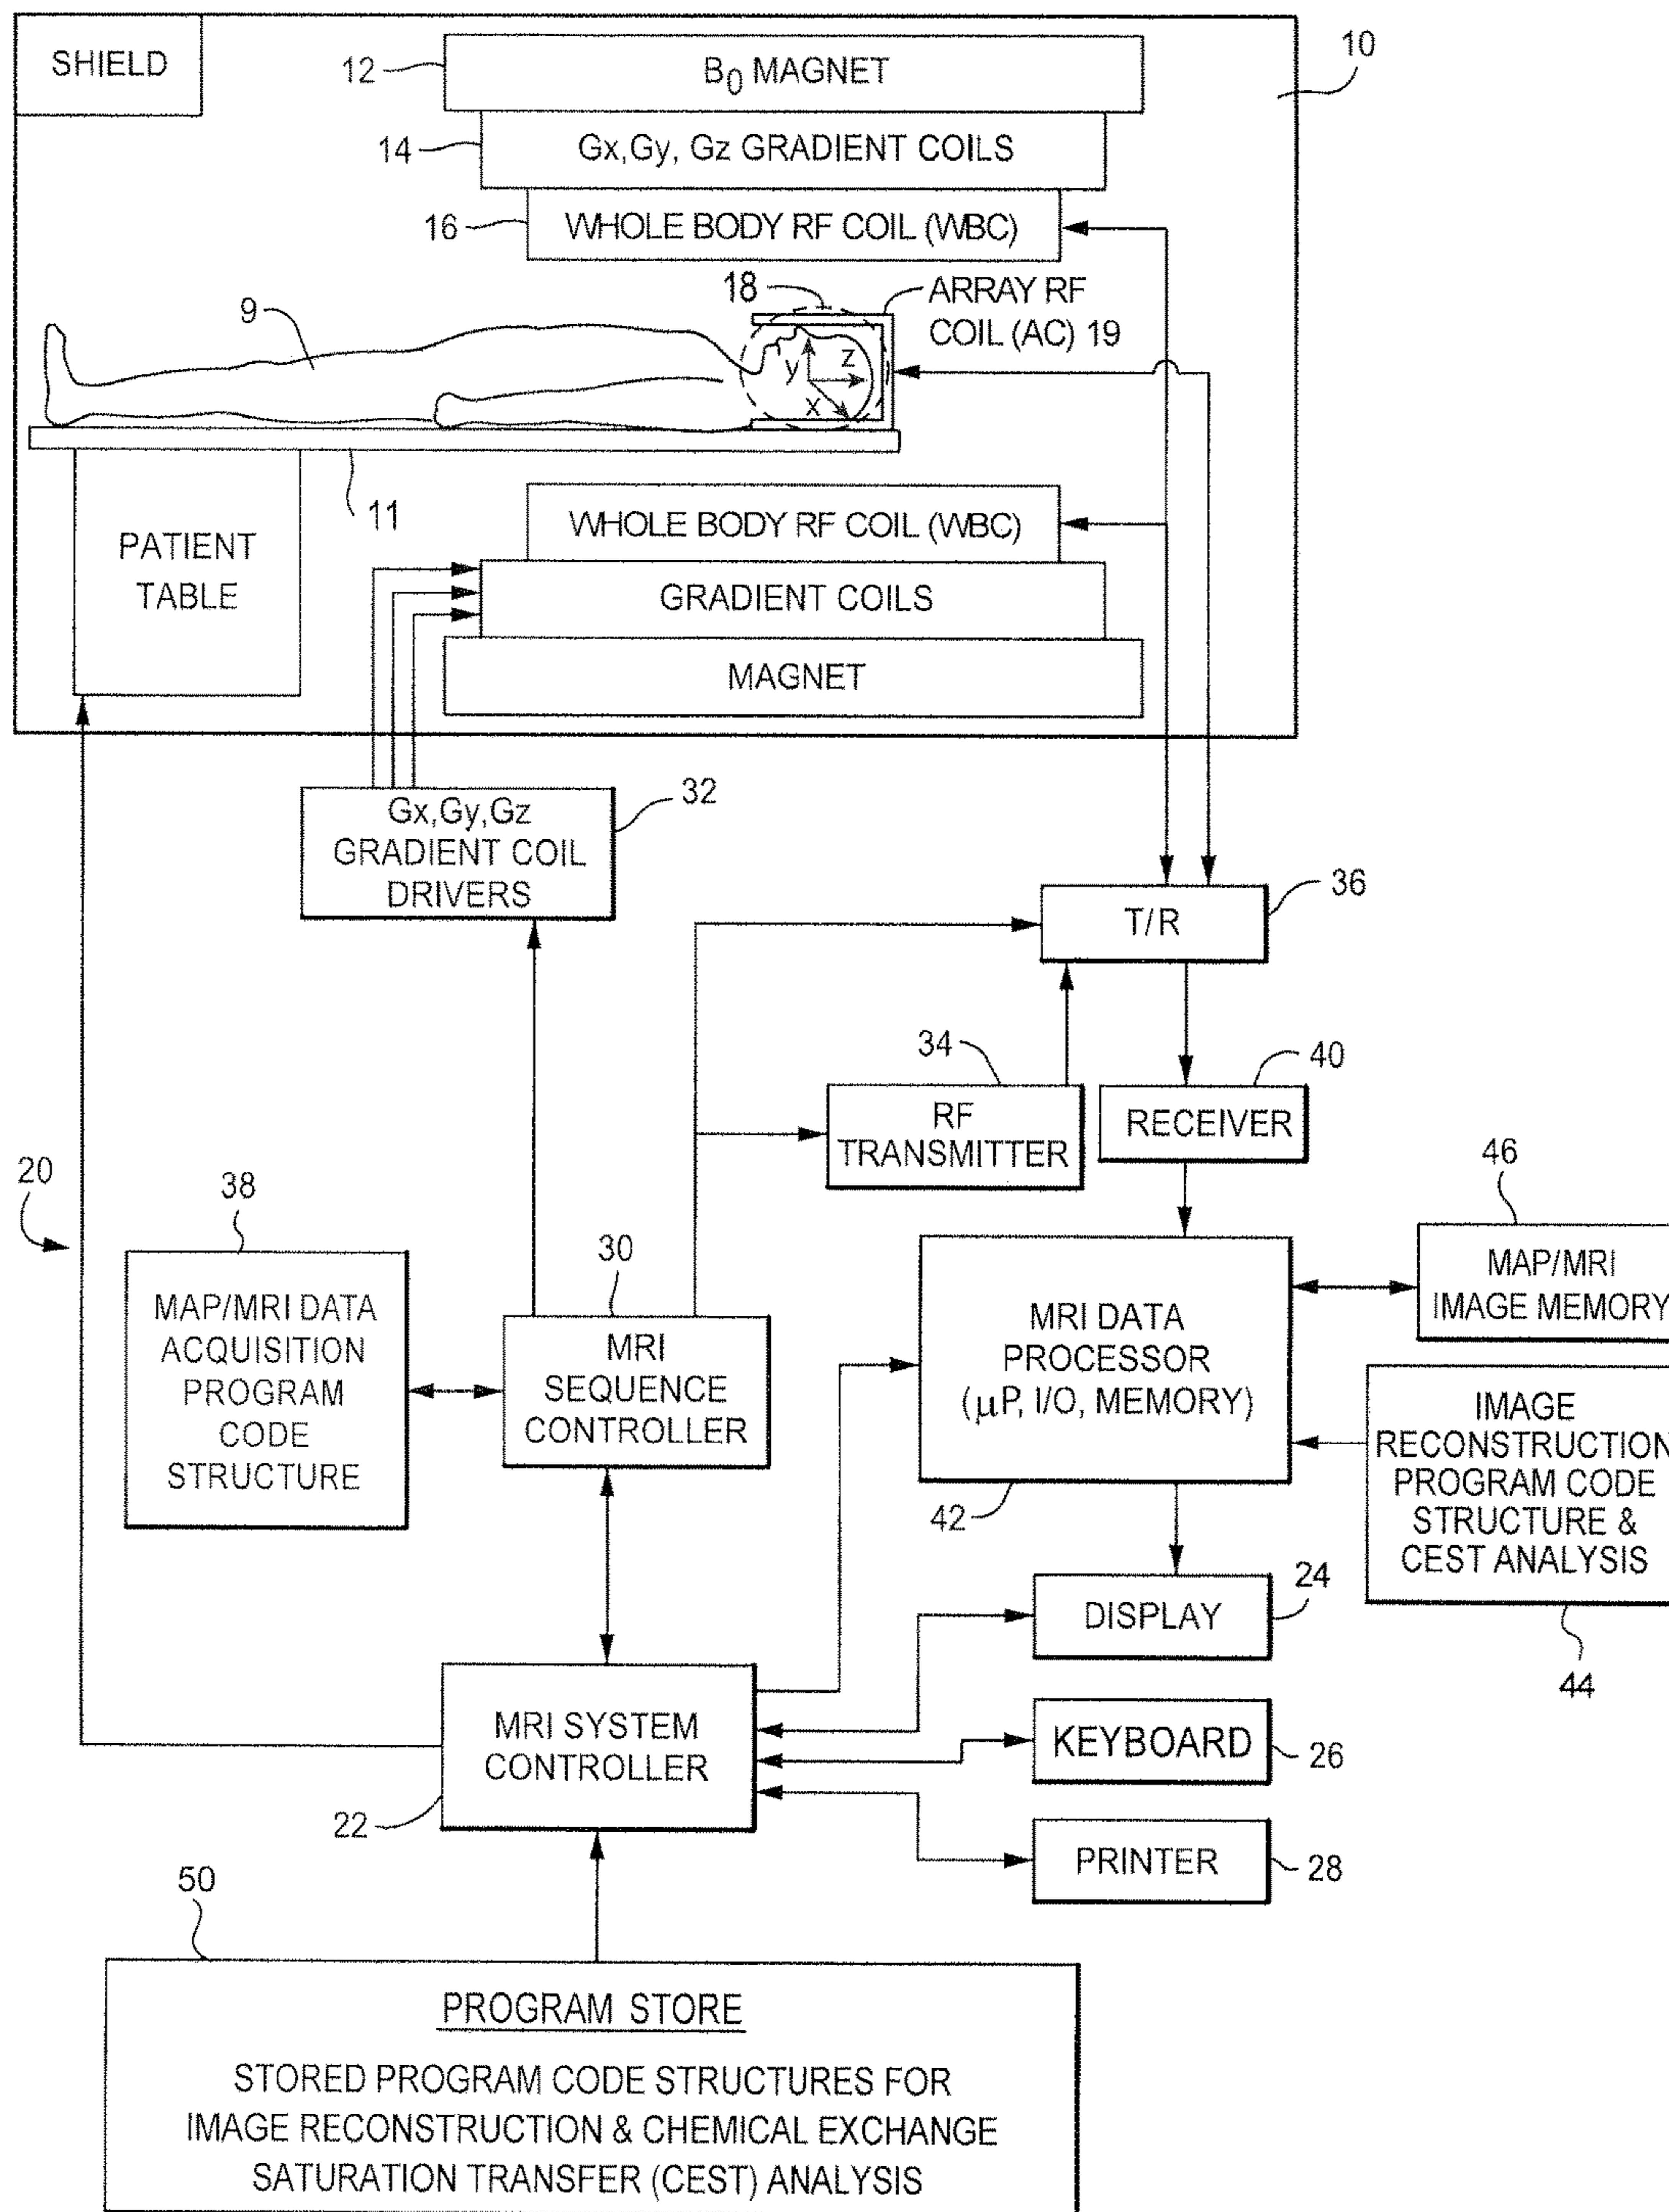 SHIELD
10
12
B0 MAGNET
14
Gx,Gy, Gz GRADIENT COILS
16
WHOLE BODY RF COIL (WBC)
18
ARRAY RF
COIL (AC) 19
9
y
z
x
11
PATIENT
TABLE
WHOLE BODY RF COIL (WBC)
GRADIENT COILS
MAGNET
Gx,Gy,Gz
GRADIENT COIL
DRIVERS
32
T/R
36
34
RF
TRANSMITTER
40
RECEIVER
20
38
MAP/MRI DATA
ACQUISITION
PROGRAM
CODE
STRUCTURE
30
MRI
SEQUENCE
CONTROLLER
MRI DATA
PROCESSOR
(μP, I/O, MEMORY)
42
46
MAP/MRI
IMAGE MEMORY
IMAGE
RECONSTRUCTION
PROGRAM CODE
STRUCTURE &
CEST ANALYSIS
44
DISPLAY
24
KEYBOARD
26
PRINTER
28
MRI SYSTEM
CONTROLLER
22
50
PROGRAM STORE
STORED PROGRAM CODE STRUCTURES FOR
IMAGE RECONSTRUCTION & CHEMICAL EXCHANGE
SATURATION TRANSFER (CEST) ANALYSIS